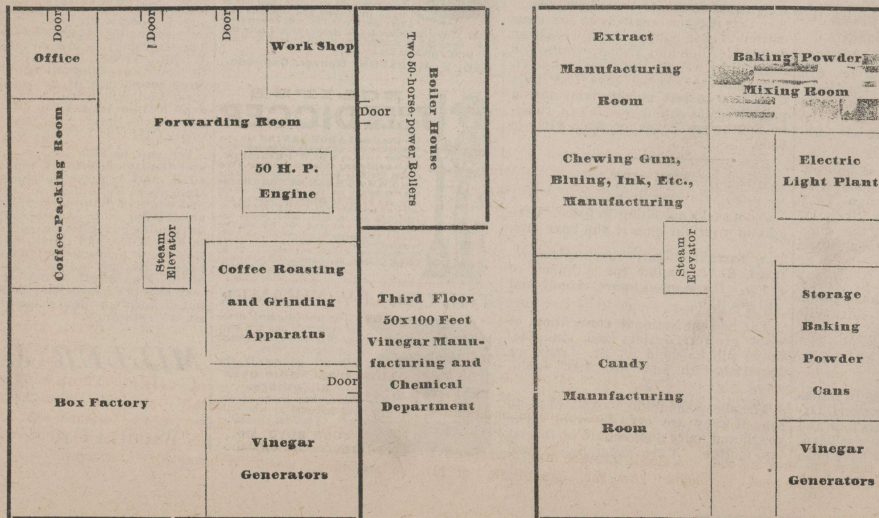 Door
Door
Door
Office
Work Shop
Coffee-Packing Room
Forwarding Room
Door
Boiler House
Two 50-horse-power Boilers
50 H. P.
Engine
Steam
Elevator
Coffee Roasting
and Grinding
Apparatus
Door
Box Factory
Vinegar
Generators
Third Floor
50x100 Feet
Vinegar Manu-
facturing and
Chemical
Department
Extract
Manufacturing
Room
Baking Powder
Mixing Room
Chewing Gum,
Bluing, Ink, Etc.,
Manufacturing
Electric
Light Plant
Steam
Elevator
Candy
Manufacturing
Room
Storage
Baking
Powder
Cans
Vinegar
Generators